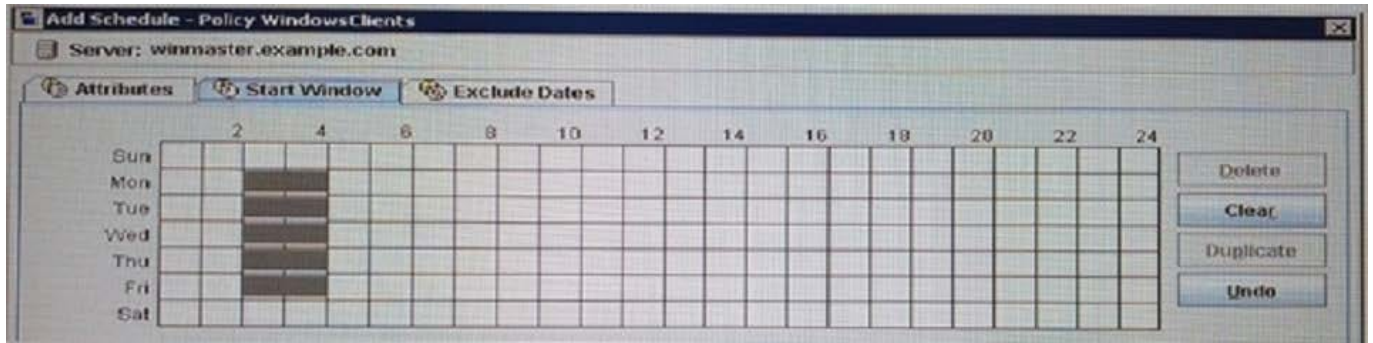 Add Schedule - Policy WindowsClients
Server: winmaster.example.com
Attributes Start Window Exclude Dates
2 4 6 8 10 12 14 16 18 20 22 24
Sun
Mon
Tue
Wed
Thu
Fri
Sat
Delete
Clear
Duplicate
Undo